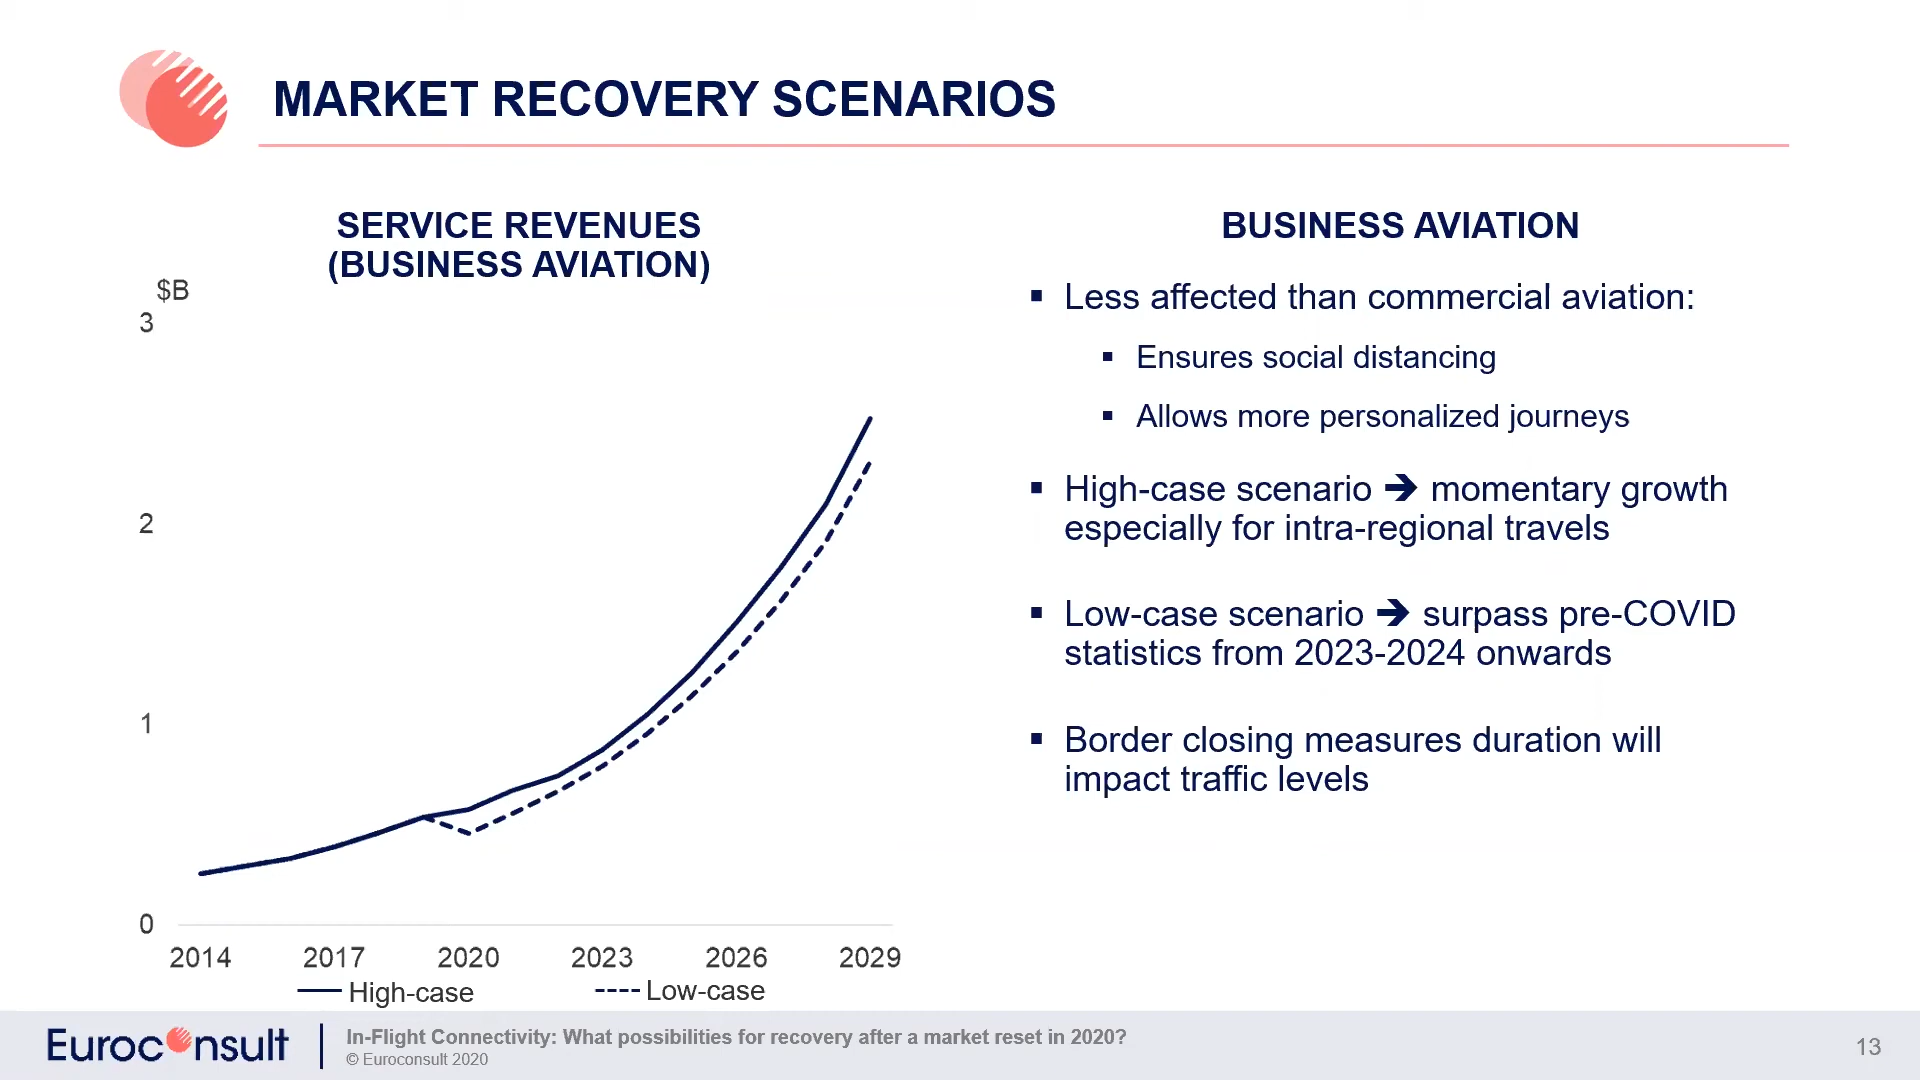 MARKET RECOVERY SCENARIOS
SERVICE REVENUES
(BUSINESS AVIATION)
$B
3
2
1
0
2014 2017 2020 2023 2026 2029
High-case Low-case
BUSINESS AVIATION
▪ Less affected than commercial aviation:
▪ Ensures social distancing
▪ Allows more personalized journeys
▪ High-case scenario 🡺 momentary growth
especially for intra-regional travels
▪ Low-case scenario 🡺 surpass pre-COVID
statistics from 2023-2024 onwards
▪ Border closing measures duration will
impact traffic levels
Euroconsult
In-Flight Connectivity: What possibilities for recovery after a market reset in 2020?
© Euroconsult 2020
13